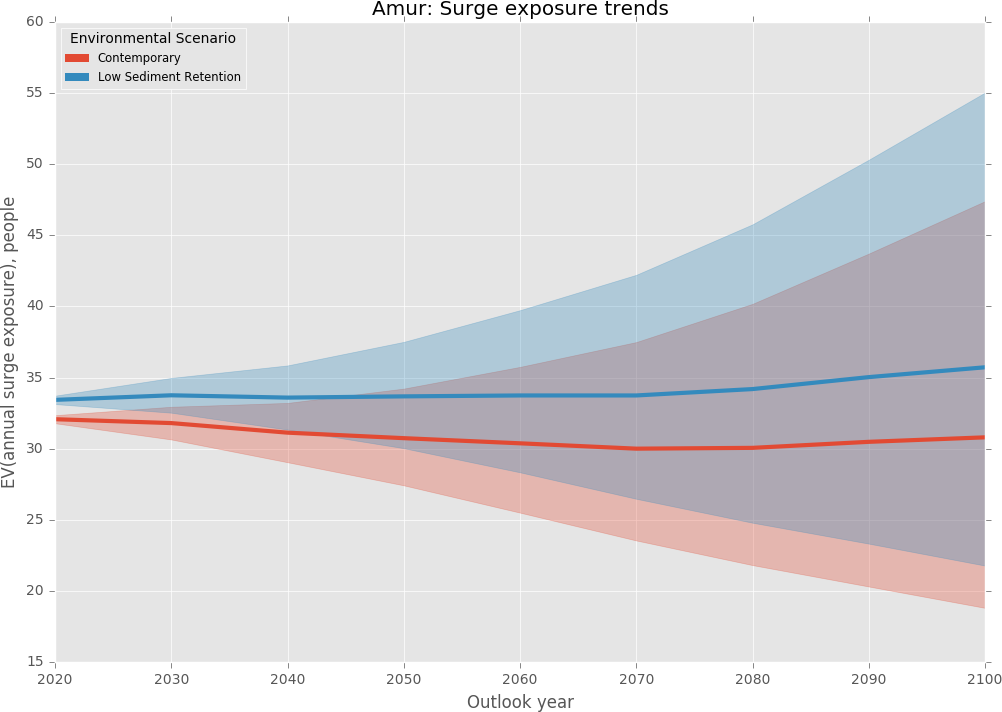 Amur: Surge exposure trends
Environmental Scenario
Contemporary
Low Sediment Retention
EV(annual surge exposure), people
60
55
50
45
40
35
30
25
20
15
2020 2030 2040 2050 2060 2070 2080 2090 2100
Outlook year